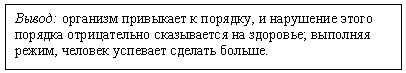 Вывод: организм привыкает к порядку, и нарушение этого
порядка отрицательно сказывается на здоровье; выполняя
режим, человек успевает сделать больше.